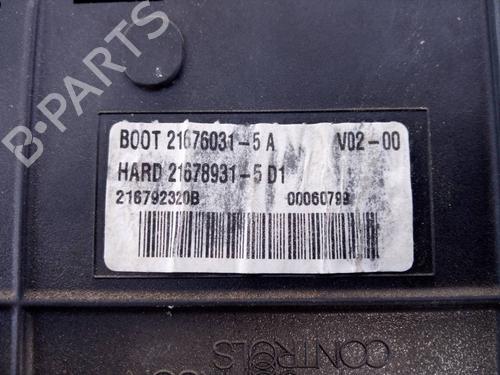 B-PARTS
BOOT 21676031-5 A V02-00
HARD 21678931-5 D1
216792320B 00060799
CONTROLS